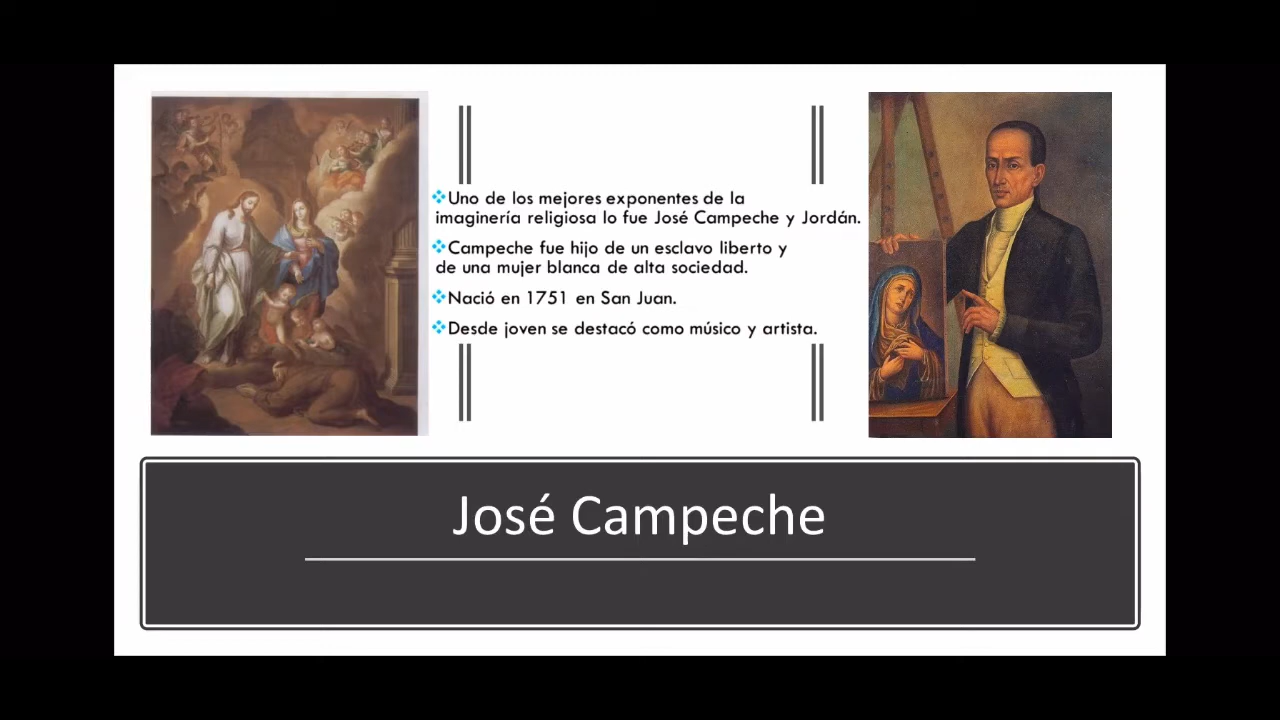 Uno de los mejores exponentes de la
imaginería religiosa lo fue José Campeche y Jordán.
Campeche fue hijo de un esclavo liberto y
de una mujer blanca de alta sociedad.
Nació en 1751 en San Juan.
Desde joven se destacó como músico y artista.
José Campeche